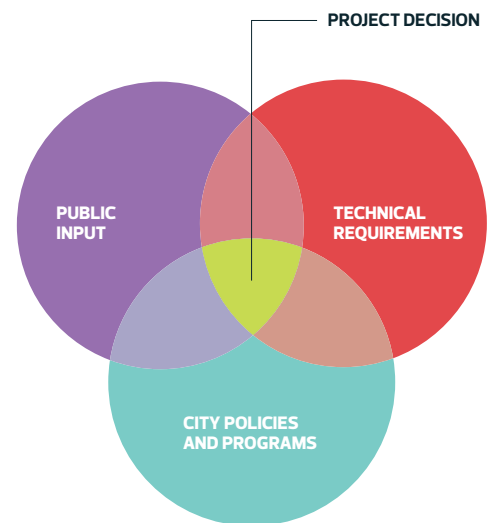 PROJECT DECISION
PUBLIC
INPUT
TECHNICAL
REQUIREMENTS
CITY POLICIES
AND PROGRAMS